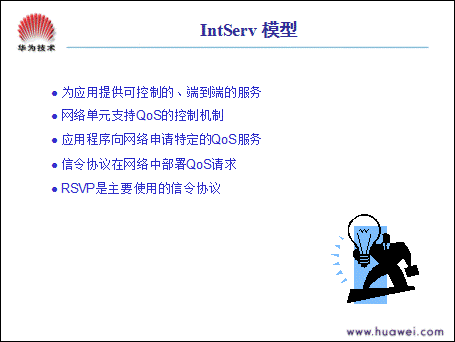 华为技术
IntServ 模型
● 为应用提供可控制的、端到端的服务
● 网络单元支持QoS的控制机制
● 应用程序向网络申请特定的QoS服务
● 信令协议在网络中部署QoS请求
● RSVP是主要使用的信令协议
www.huawei.com